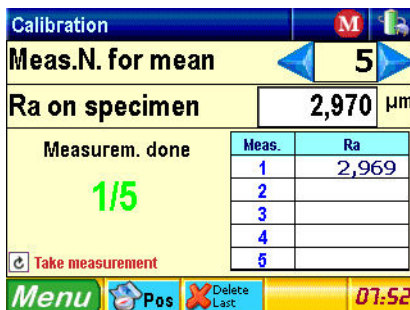 Calibration M
Meas.N. for mean 5
Ra on specimen 2,970 µm
Measurem. done
1/5
Meas. Ra
1 2,969
2
3
4
5
Take measurement
Menu Pos Delete Last 07:52